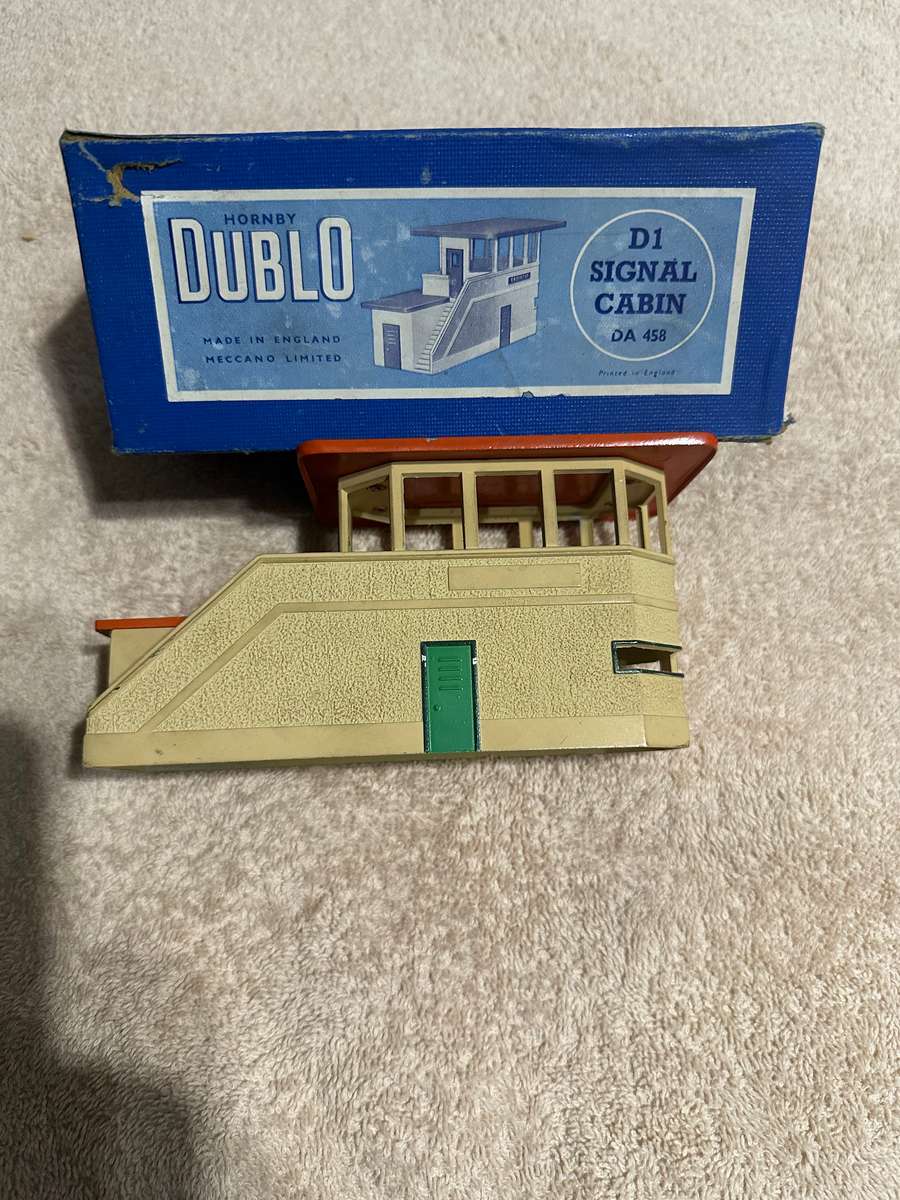 HORNBY
DUBLO
MADE IN ENGLAND
MECCANO LIMITED
D1
SIGNAL
CABIN
DA 458
Printed in England